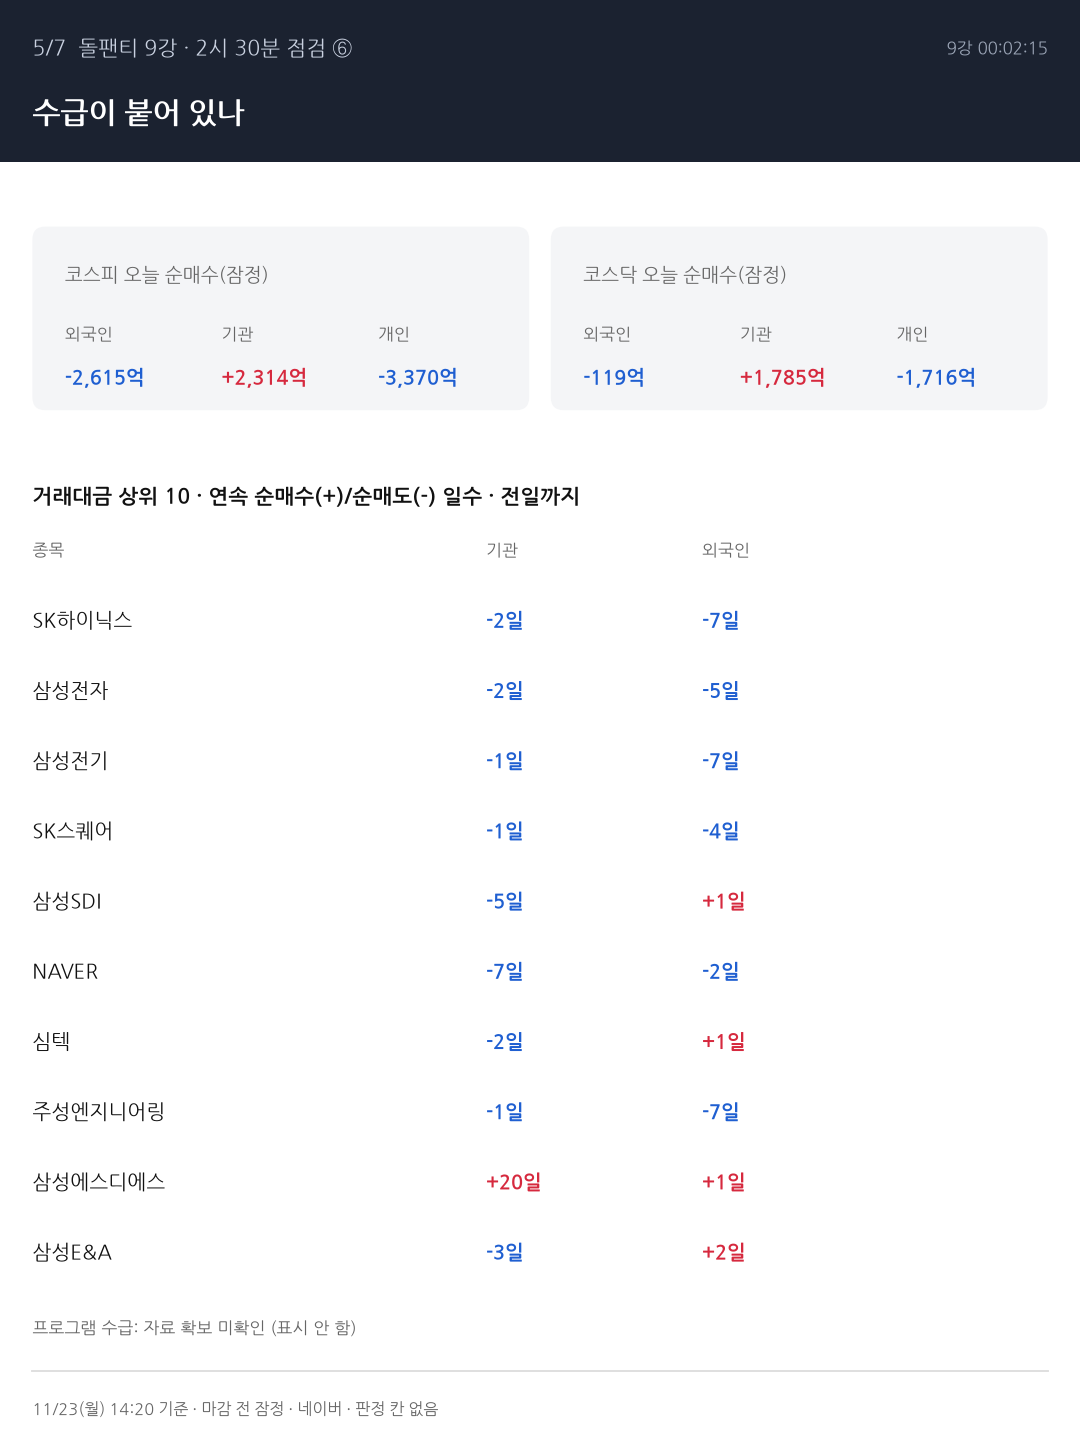 5/7 돌팬티 9강 · 2시 30분 점검 ⑥
9강 00:02:15
수급이 붙어 있나
코스피 오늘 순매수(잠정)
외국인 기관 개인
-2,615억 +2,314억 -3,370억
코스닥 오늘 순매수(잠정)
외국인 기관 개인
-119억 +1,785억 -1,716억
거래대금 상위 10 · 연속 순매수(+)/순매도(-) 일수 · 전일까지
종목 기관 외국인
SK하이닉스 -2일 -7일
삼성전자 -2일 -5일
삼성전기 -1일 -7일
SK스퀘어 -1일 -4일
삼성SDI -5일 +1일
NAVER -7일 -2일
심텍 -2일 +1일
주성엔지니어링 -1일 -7일
삼성에스디에스 +20일 +1일
삼성E&A -3일 +2일
프로그램 수급: 자료 확보 미확인 (표시 안 함)
11/23(월) 14:20 기준 · 마감 전 잠정 · 네이버 · 판정 칸 없음